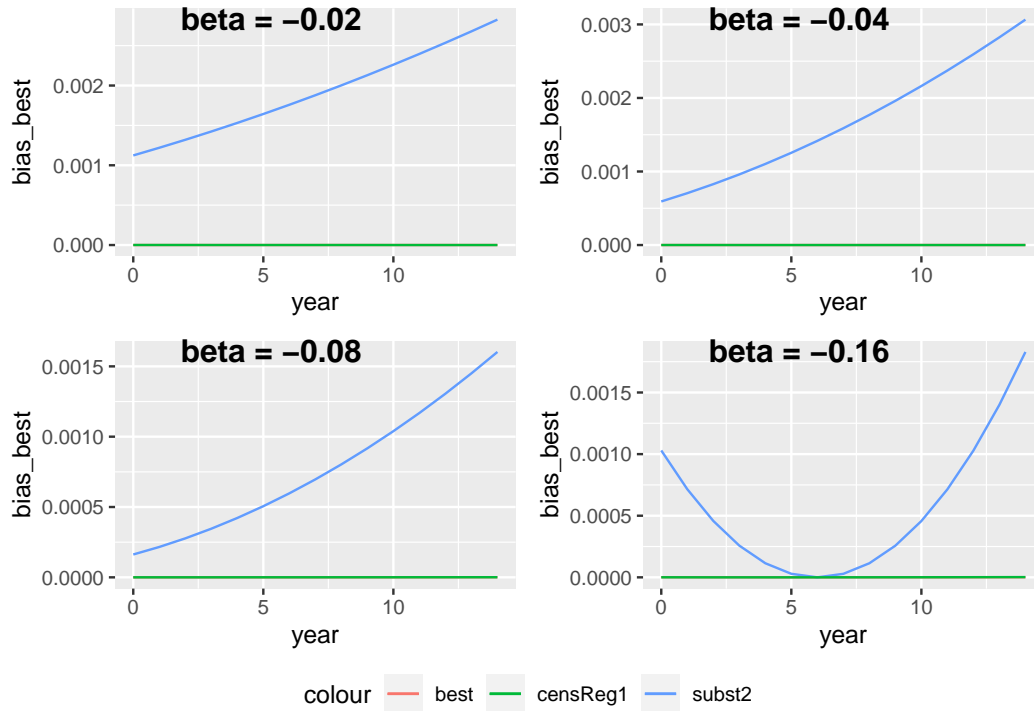 beta = −0.02
bias_best
0.002
0.001
0.000
0
5
10
year
beta = −0.04
bias_best
0.003
0.002
0.001
0.000
0
5
10
year
beta = −0.08
bias_best
0.0015
0.0010
0.0005
0.0000
0
5
10
year
beta = −0.16
bias_best
0.0015
0.0010
0.0005
0.0000
0
5
10
year
colour best censReg1 subst2